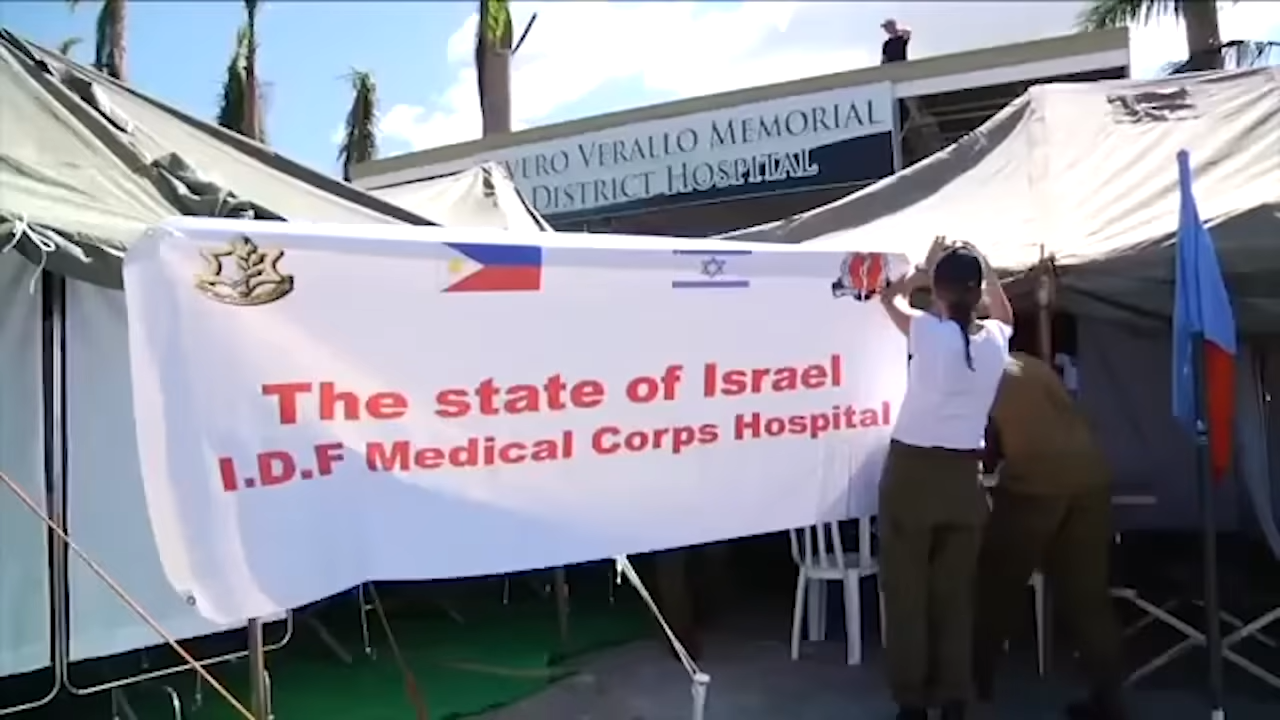 VERO VERALLO MEMORIAL
DISTRICT HOSPITAL
The state of Israel
I.D.F Medical Corps Hospital